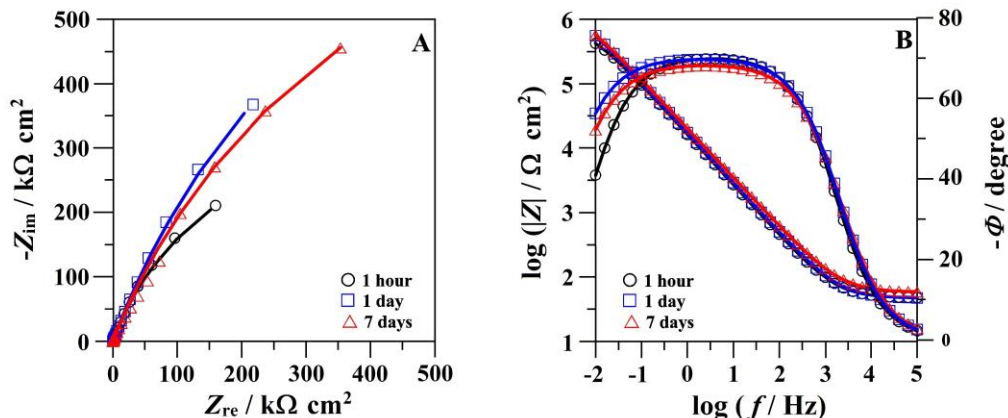 A
-500
-400
-300
-200
-100
0
-Zim / kΩ cm²
0 100 200 300 400 500
Zre / kΩ cm²
1 hour
1 day
7 days
B
6
5
4
3
2
1
log (|Z| / Ω cm²)
80
60
40
20
0
-Φ / degree
-2 -1 0 1 2 3 4 5
log (f / Hz)
1 hour
1 day
7 days